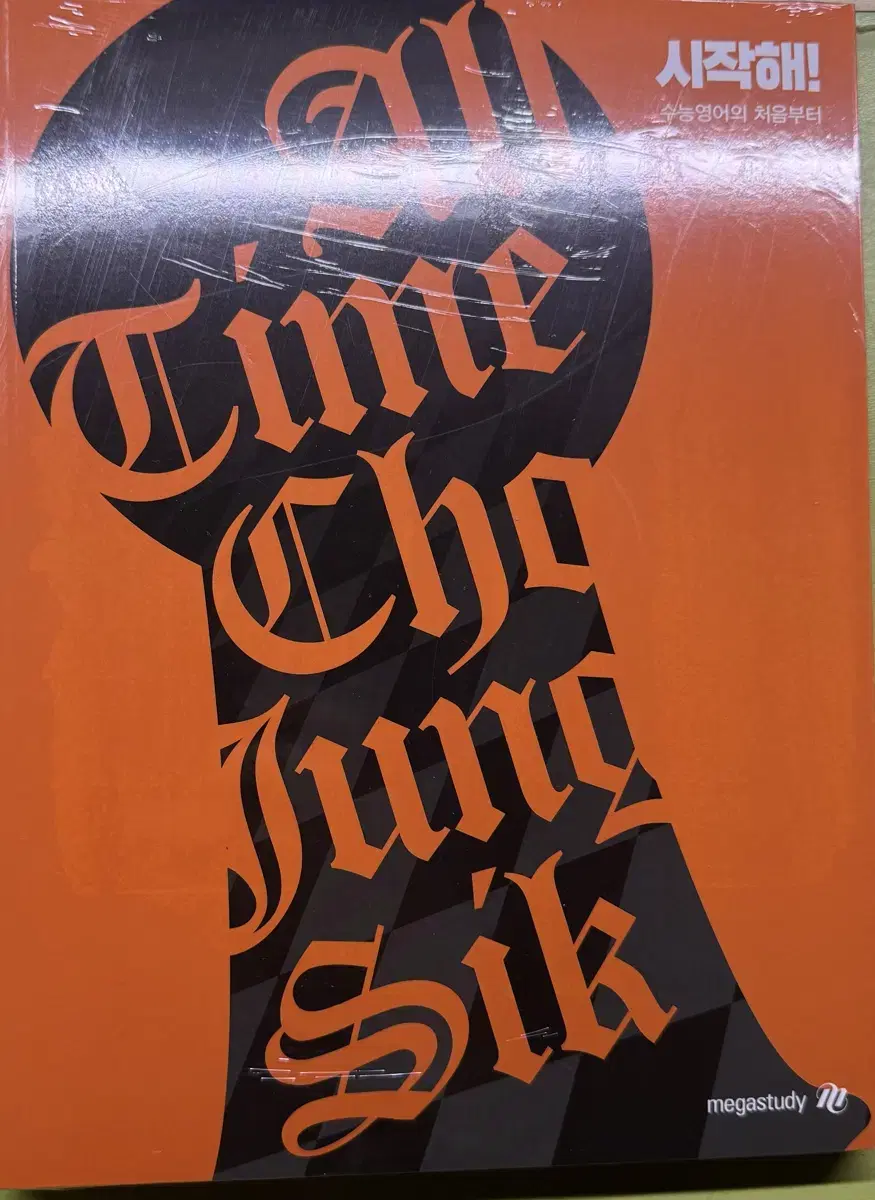 시작해!
수능영어의 처음부터
All
Time
Cho
Jung
Sik
megastudy